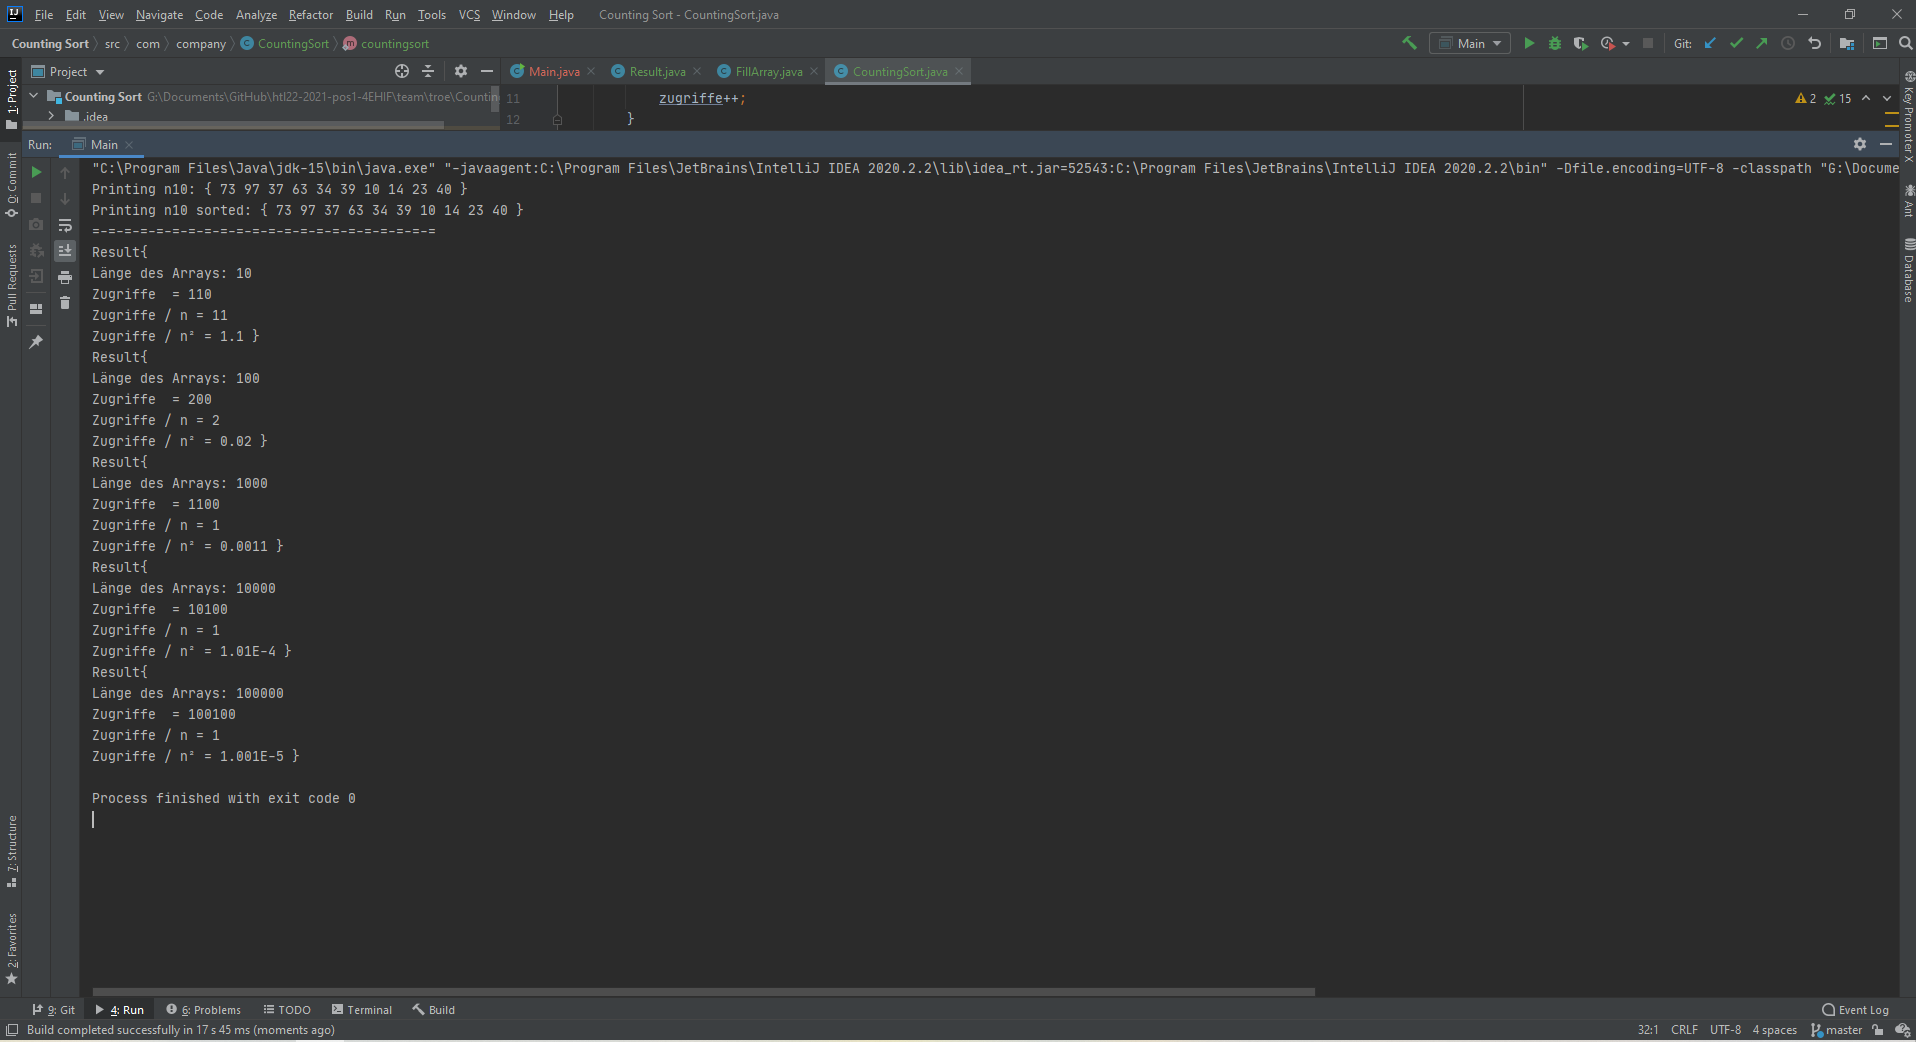 File Edit View Navigate Code Analyze Refactor Build Run Tools VCS Window Help Counting Sort - CountingSort.java
Counting Sort src com company CountingSort countingsort Main Git:
Project Main.java Result.java FillArray.java CountingSort.java
Counting Sort G:\Documents\GitHub\htl22-2021-pos1-4EHIF\team\troe\Countin 11 zugriffe++; 2 15
.idea 12 }
Run: Main
"C:\Program Files\Java\jdk-15\bin\java.exe" "-javaagent:C:\Program Files\JetBrains\IntelliJ IDEA 2020.2.2\lib\idea_rt.jar=52543:C:\Program Files\JetBrains\IntelliJ IDEA 2020.2.2\bin" -Dfile.encoding=UTF-8 -classpath "G:\Docume
Printing n10: { 73 97 37 63 34 39 10 14 23 40 }
Printing n10 sorted: { 73 97 37 63 34 39 10 14 23 40 }
=-=-=-=-=-=-=-=-=-=-=-=-=-=-=-=-=-=-=-=-=-=
Result{
Länge des Arrays: 10
Zugriffe  = 110
Zugriffe / n = 11
Zugriffe / n² = 1.1 }
Result{
Länge des Arrays: 100
Zugriffe  = 200
Zugriffe / n = 2
Zugriffe / n² = 0.02 }
Result{
Länge des Arrays: 1000
Zugriffe  = 1100
Zugriffe / n = 1
Zugriffe / n² = 0.0011 }
Result{
Länge des Arrays: 10000
Zugriffe  = 10100
Zugriffe / n = 1
Zugriffe / n² = 1.01E-4 }
Result{
Länge des Arrays: 100000
Zugriffe  = 100100
Zugriffe / n = 1
Zugriffe / n² = 1.001E-5 }
Process finished with exit code 0
1: Project
0: Commit
Pull Requests
7: Structure
2: Favorites
Key Promoter X
Ant
Database
9: Git 4: Run 6: Problems TODO Terminal Build Event Log
Build completed successfully in 17 s 45 ms (moments ago) 32:1 CRLF UTF-8 4 spaces master